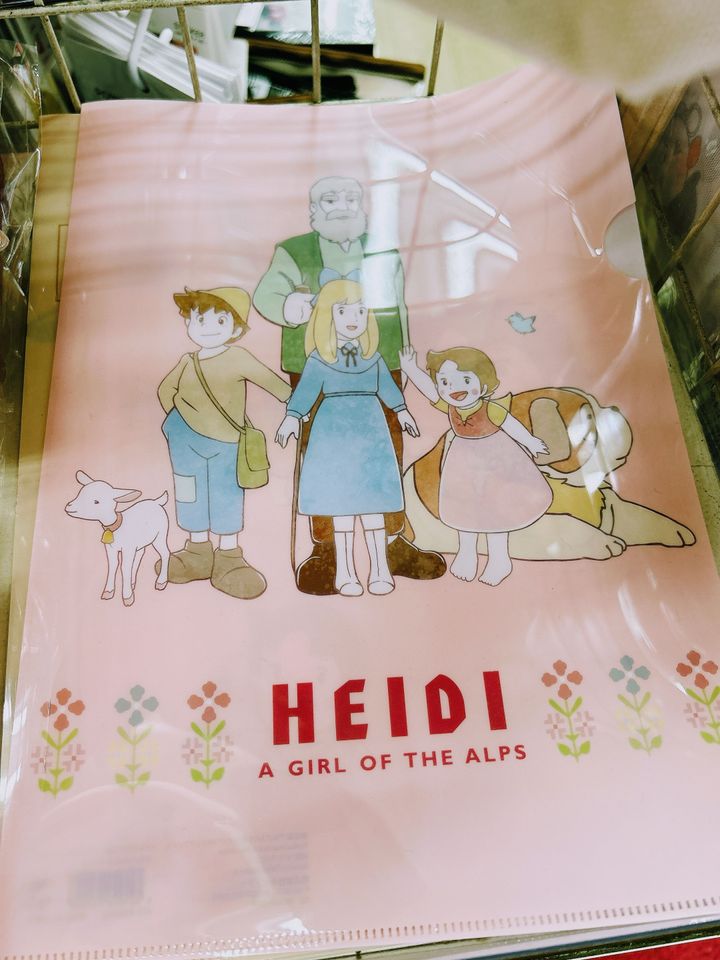 HEIDI
A GIRL OF THE ALPS